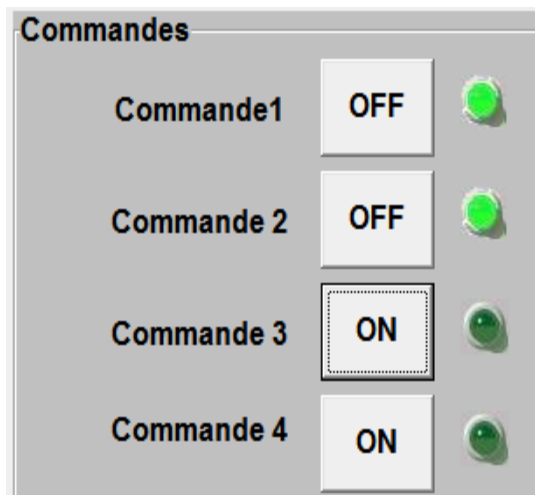 Commandes
Commande1 OFF
Commande 2 OFF
Commande 3 ON
Commande 4 ON